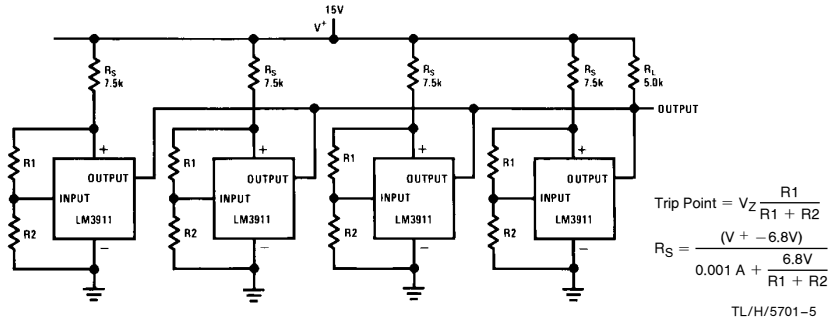 15V
V+
RS
7.5k
RS
7.5k
RS
7.5k
RS
7.5k
RL
5.0k
OUTPUT
R1
+
OUTPUT
INPUT
LM3911
R2
−
R1
+
OUTPUT
INPUT
LM3911
R2
−
R1
+
OUTPUT
INPUT
LM3911
R2
−
R1
+
OUTPUT
INPUT
LM3911
R2
−
Trip Point = VZ R1 / R1 + R2
RS = (V + −6.8V) / 0.001 A + 6.8V / R1 + R2
TL/H/5701–5